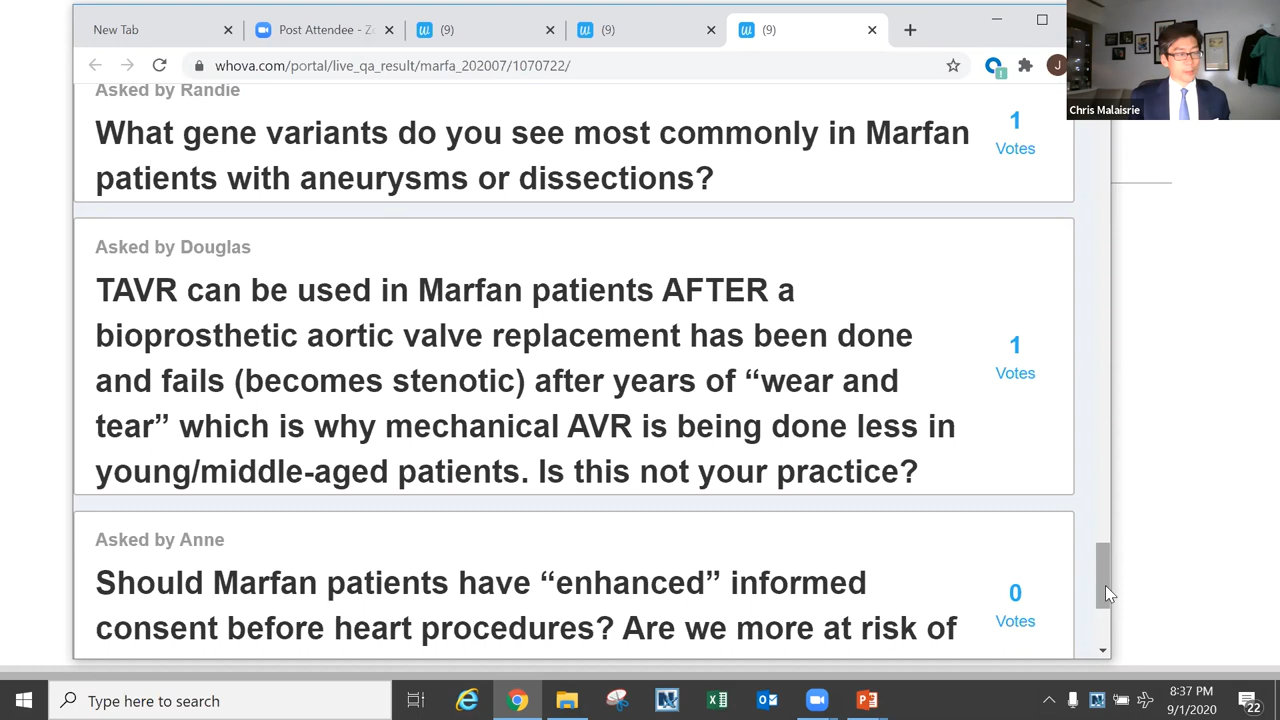 New Tab
Post Attendee - Z
(9)
(9)
(9)
whova.com/portal/live_qa_result/marfa_202007/1070722/
J
Chris Malaisrie
Asked by Randie
What gene variants do you see most commonly in Marfan
patients with aneurysms or dissections?
1
Votes
Asked by Douglas
TAVR can be used in Marfan patients AFTER a
bioprosthetic aortic valve replacement has been done
and fails (becomes stenotic) after years of “wear and
tear” which is why mechanical AVR is being done less in
young/middle-aged patients. Is this not your practice?
1
Votes
Asked by Anne
Should Marfan patients have “enhanced” informed
consent before heart procedures? Are we more at risk of
0
Votes
Type here to search
8:37 PM
9/1/2020
22